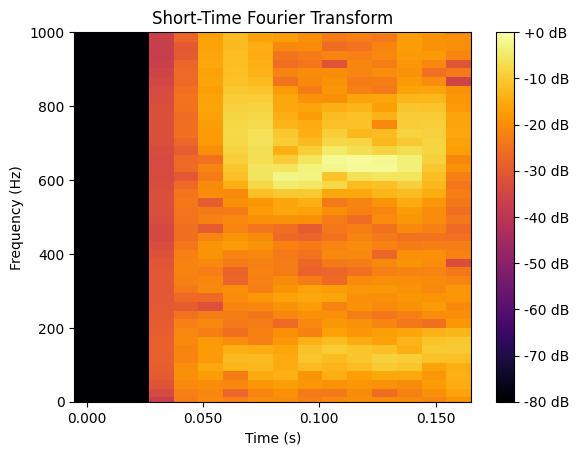 Short-Time Fourier Transform
1000
800
600
400
200
0
Frequency (Hz)
0.000
0.050
0.100
0.150
Time (s)
+0 dB
-10 dB
-20 dB
-30 dB
-40 dB
-50 dB
-60 dB
-70 dB
-80 dB